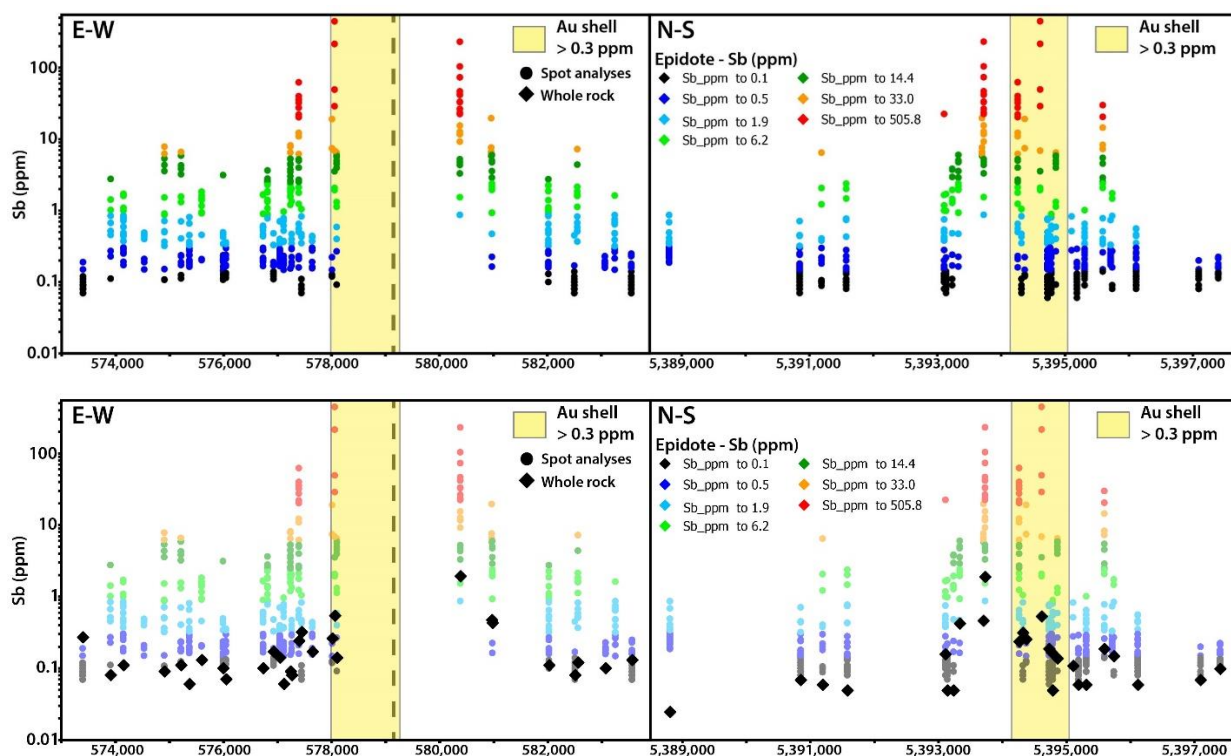 E-W
Au shell
> 0.3 ppm
Spot analyses
Whole rock
N-S
Au shell
> 0.3 ppm
Epidote - Sb (ppm)
Sb_ppm to 0.1
Sb_ppm to 14.4
Sb_ppm to 0.5
Sb_ppm to 33.0
Sb_ppm to 1.9
Sb_ppm to 505.8
Sb_ppm to 6.2
Sb (ppm)
100
10
1
0.1
0.01
574,000
576,000
578,000
580,000
582,000
5,389,000
5,391,000
5,393,000
5,395,000
5,397,000
E-W
Au shell
> 0.3 ppm
Spot analyses
Whole rock
N-S
Au shell
> 0.3 ppm
Epidote - Sb (ppm)
Sb_ppm to 0.1
Sb_ppm to 14.4
Sb_ppm to 0.5
Sb_ppm to 33.0
Sb_ppm to 1.9
Sb_ppm to 505.8
Sb_ppm to 6.2
Sb (ppm)
100
10
1
0.1
0.01
574,000
576,000
578,000
580,000
582,000
5,389,000
5,391,000
5,393,000
5,395,000
5,397,000